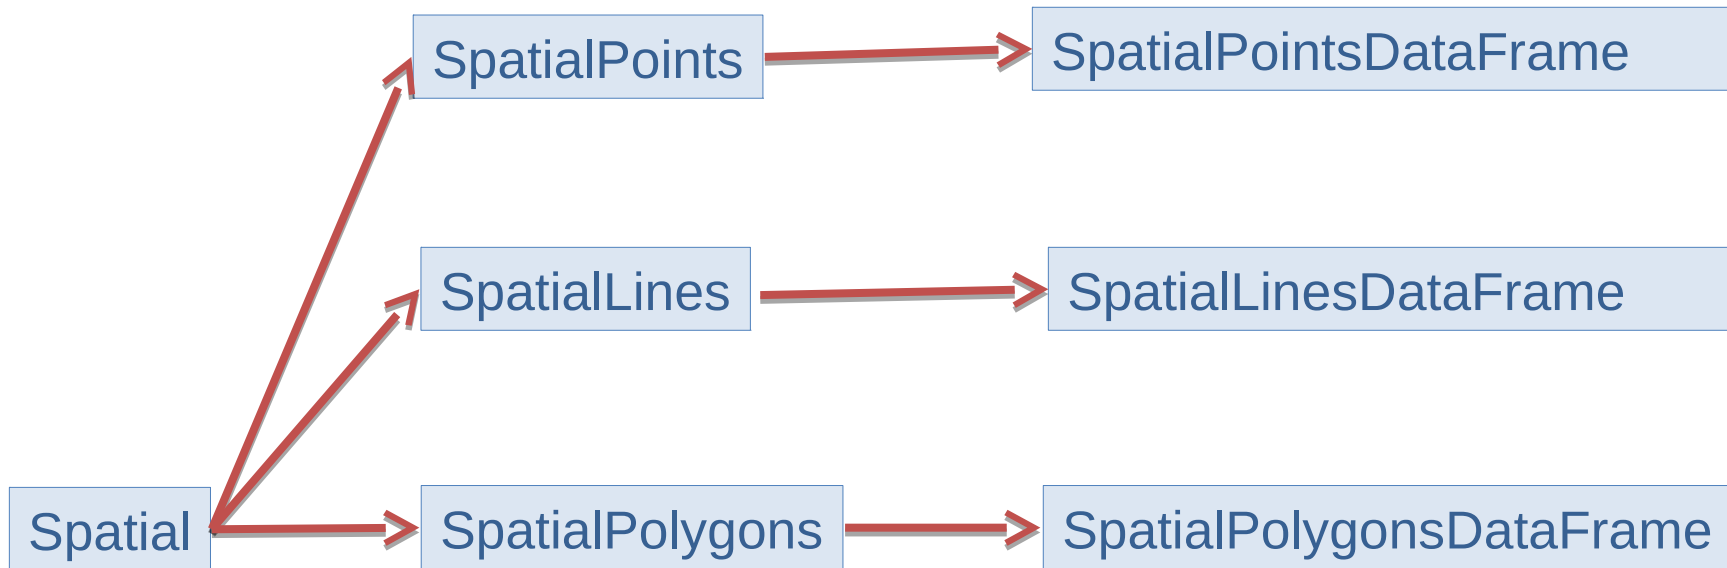 SpatialPoints
SpatialPointsDataFrame
SpatialLines
SpatialLinesDataFrame
Spatial
SpatialPolygons
SpatialPolygonsDataFrame